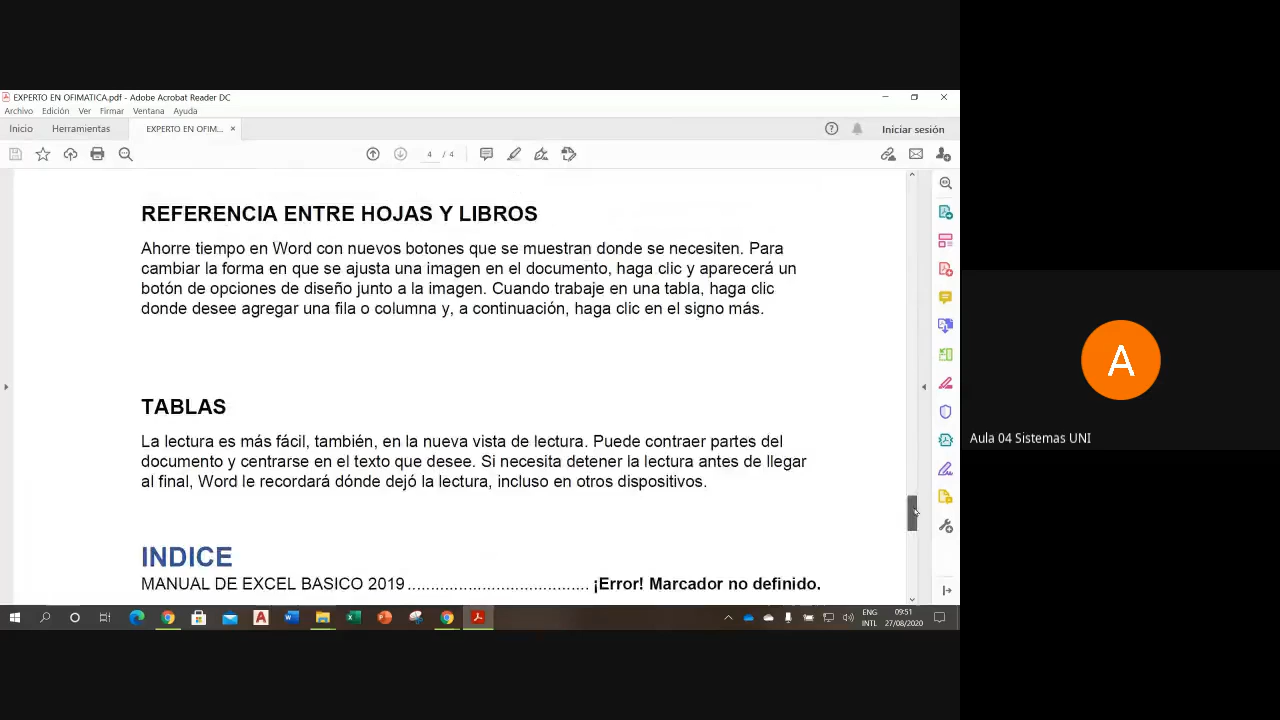 EXPERTO EN OFIMATICA.pdf - Adobe Acrobat Reader DC
Archivo Edición Ver Firmar Ventana Ayuda
Inicio Herramientas EXPERTO EN OFIM... × Iniciar sesión
4 / 4
REFERENCIA ENTRE HOJAS Y LIBROS
Ahorre tiempo en Word con nuevos botones que se muestran donde se necesiten. Para
cambiar la forma en que se ajusta una imagen en el documento, haga clic y aparecerá un
botón de opciones de diseño junto a la imagen. Cuando trabaje en una tabla, haga clic
donde desee agregar una fila o columna y, a continuación, haga clic en el signo más.
TABLAS
La lectura es más fácil, también, en la nueva vista de lectura. Puede contraer partes del
documento y centrarse en el texto que desee. Si necesita detener la lectura antes de llegar
al final, Word le recordará dónde dejó la lectura, incluso en otros dispositivos.
INDICE
MANUAL DE EXCEL BASICO 2019....................................... ¡Error! Marcador no definido.
A
Aula 04 Sistemas UNI
ENG 09:51
INTL 27/08/2020